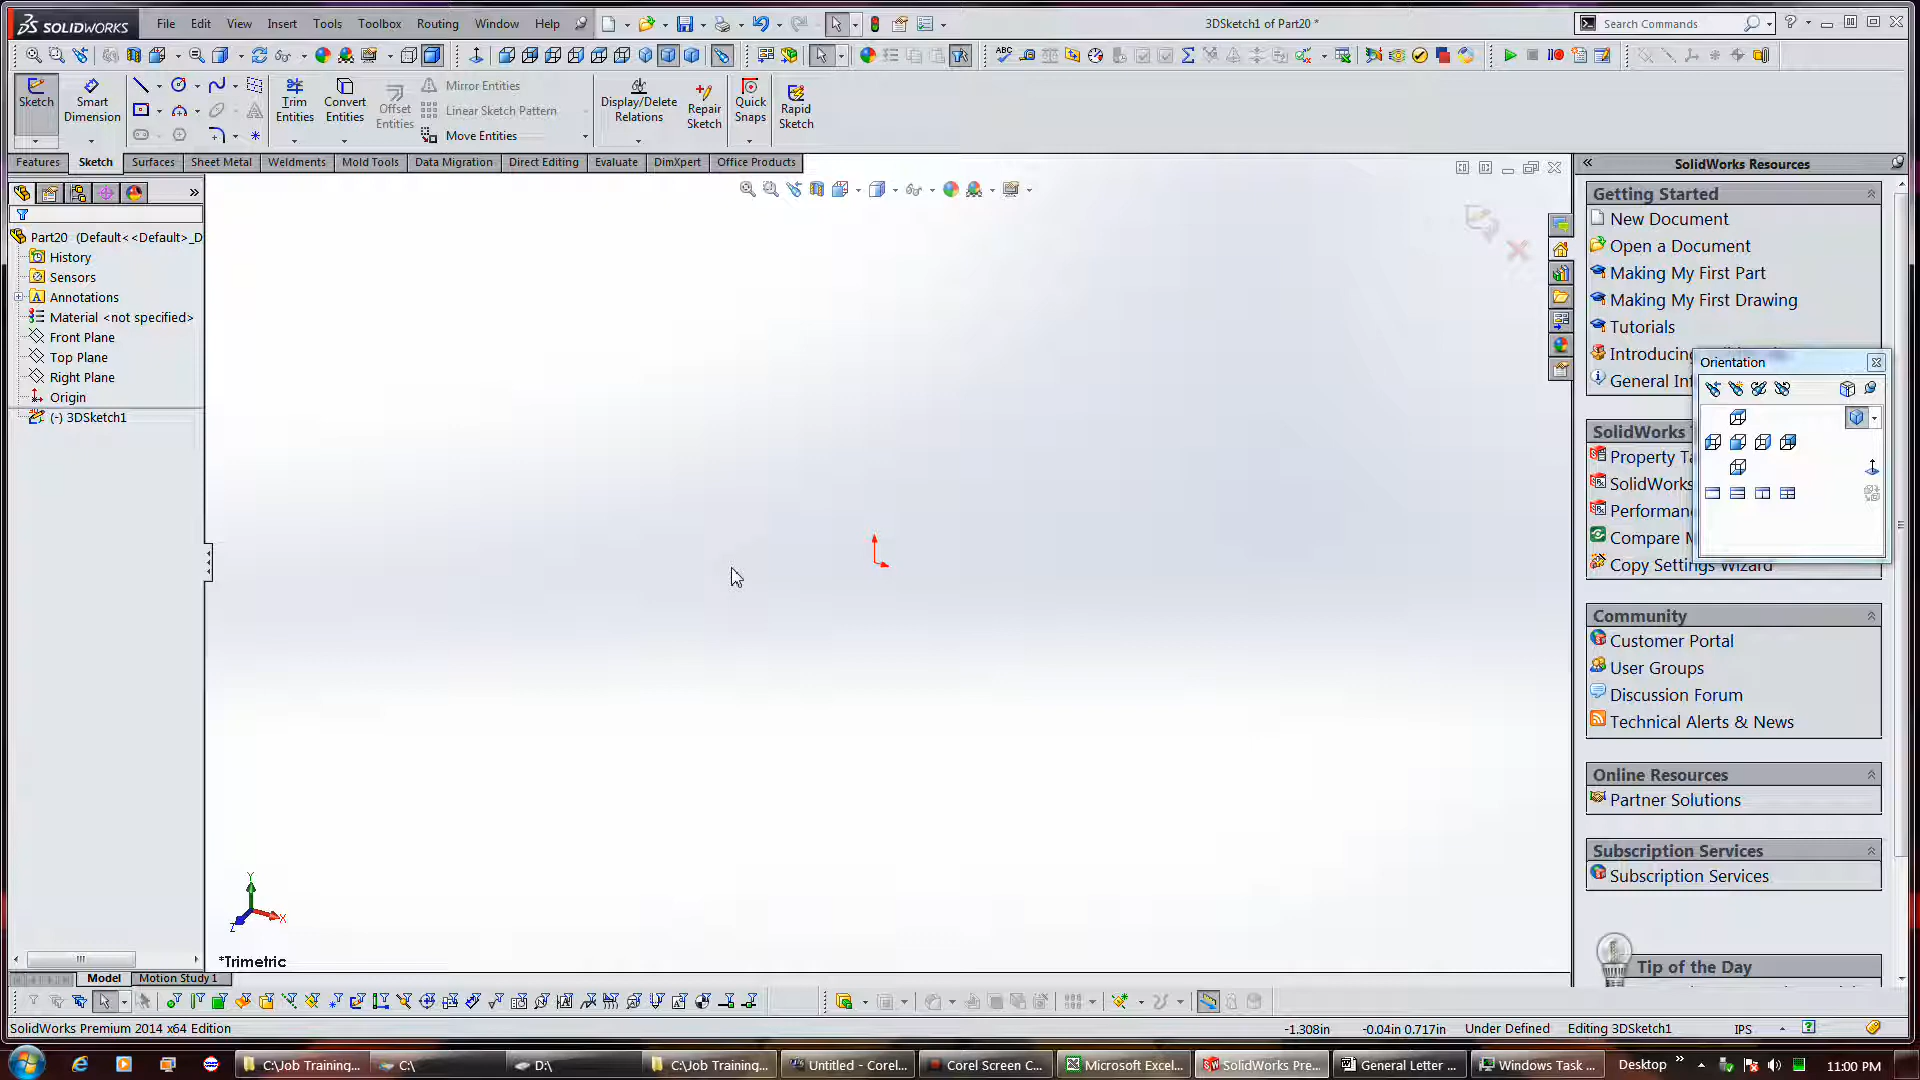 SOLIDWORKS
File Edit View Insert Tools Toolbox Routing Window Help
3DSketch1 of Part20 *
Search Commands
Sketch
Smart Dimension
Trim Entities
Convert Entities
Offset Entities
Mirror Entities
Linear Sketch Pattern
Move Entities
Display/Delete Relations
Repair Sketch
Quick Snaps
Rapid Sketch
Features Sketch Surfaces Sheet Metal Weldments Mold Tools Data Migration Direct Editing Evaluate DimXpert Office Products
Part20 (Default<<Default>_D
History
Sensors
Annotations
Material <not specified>
Front Plane
Top Plane
Right Plane
Origin
(-) 3DSketch1
Y
X
Z
*Trimetric
SolidWorks Resources
Getting Started
New Document
Open a Document
Making My First Part
Making My First Drawing
Tutorials
Introducing
General In
Orientation
SolidWorks T
Property Ta
SolidWorks
Performan
Compare M
Copy Settings Wizard
Community
Customer Portal
User Groups
Discussion Forum
Technical Alerts & News
Online Resources
Partner Solutions
Subscription Services
Subscription Services
Tip of the Day
Model Motion Study 1
SolidWorks Premium 2014 x64 Edition
-1.308in -0.04in 0.717in Under Defined Editing 3DSketch1 IPS
C:\Job Training... C:\ D:\ C:\Job Training... Untitled - Corel... Corel Screen C... Microsoft Excel... SolidWorks Pre... General Letter ... Windows Task ... Desktop 11:00 PM